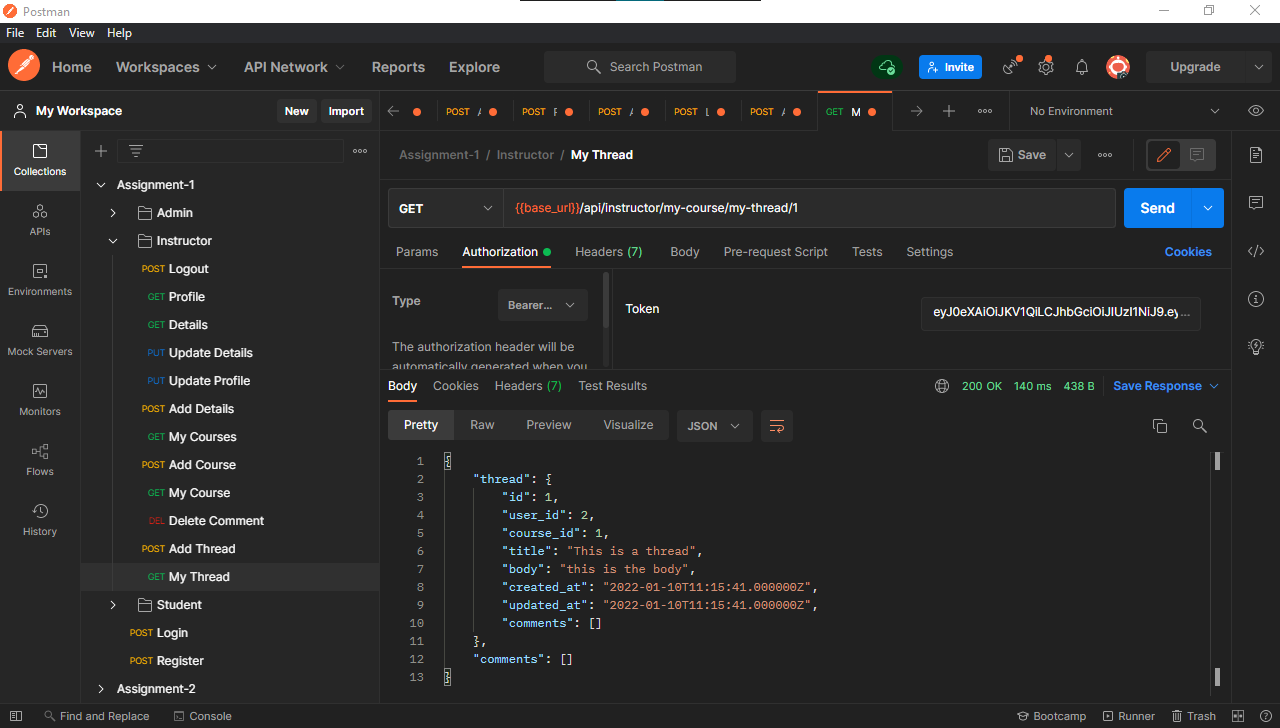 Postman
File Edit View Help
Home Workspaces API Network Reports Explore Search Postman Invite Upgrade
My Workspace New Import
POST POST POST POST POST GET M No Environment
Collections
APIs
Environments
Mock Servers
Monitors
Flows
History
Assignment-1
Admin
Instructor
POST Logout
GET Profile
GET Details
PUT Update Details
PUT Update Profile
POST Add Details
GET My Courses
POST Add Course
GET My Course
DEL Delete Comment
POST Add Thread
GET My Thread
Student
POST Login
POST Register
Assignment-2
Assignment-1 / Instructor / My Thread Save
GET {{base_url}}/api/instructor/my-course/my-thread/1 Send
Params Authorization Headers (7) Body Pre-request Script Tests Settings Cookies
Type Bearer...
The authorization header will be
automatically generated when you
Token eyJ0eXAiOiJKV1QiLCJhbGciOiJIUzI1NiJ9.ey...
Body Cookies Headers (7) Test Results 200 OK 140 ms 438 B Save Response
Pretty Raw Preview Visualize JSON
1 {
2 "thread": {
3 "id": 1,
4 "user_id": 2,
5 "course_id": 1,
6 "title": "This is a thread",
7 "body": "this is the body",
8 "created_at": "2022-01-10T11:15:41.000000Z",
9 "updated_at": "2022-01-10T11:15:41.000000Z",
10 "comments": []
11 },
12 "comments": []
13 }
Find and Replace Console Bootcamp Runner Trash